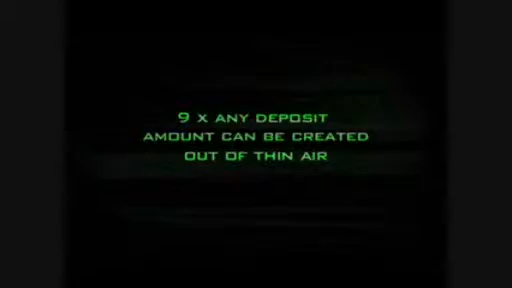 9 X ANY DEPOSIT
AMOUNT CAN BE CREATED
OUT OF THIN AIR